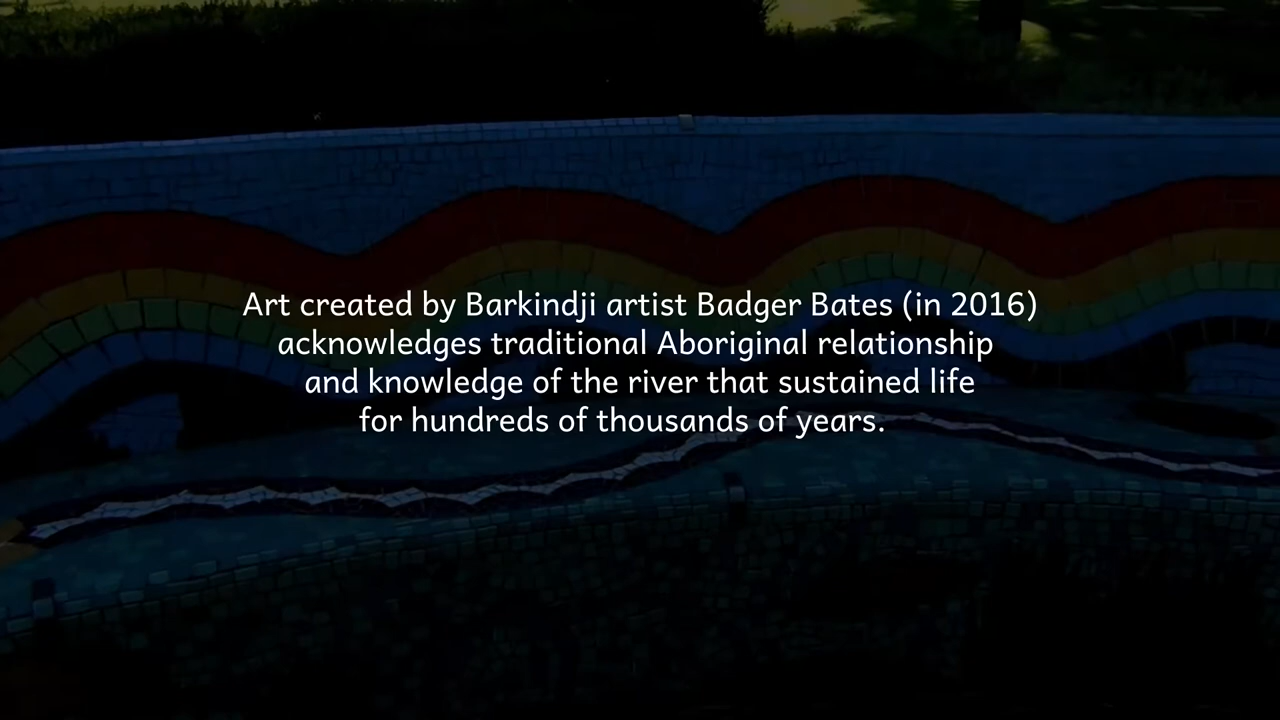 Art created by Barkindji artist Badger Bates (in 2016)
acknowledges traditional Aboriginal relationship
and knowledge of the river that sustained life
for hundreds of thousands of years.